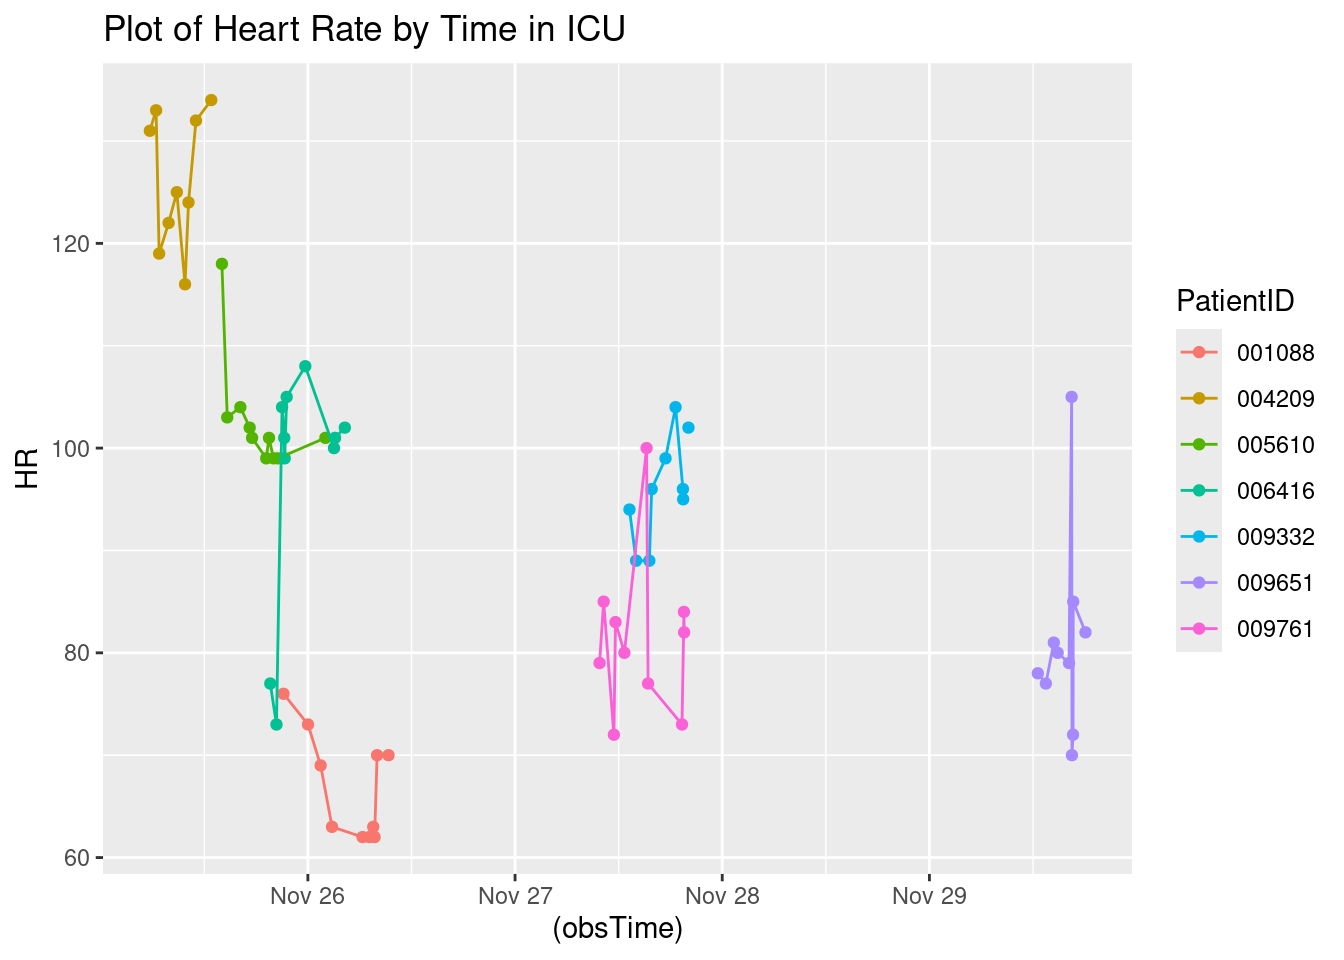 Plot of Heart Rate by Time in ICU
HR
120
100
80
60
Nov 26
Nov 27
Nov 28
Nov 29
(obsTime)
PatientID
001088
004209
005610
006416
009332
009651
009761